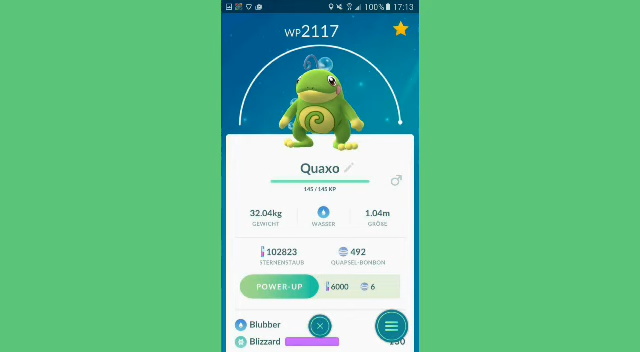 100% 17:13
WP2117
Quaxo
145 / 145 KP
32.04kg
GEWICHT
WASSER
1.04m
GRÖßE
102823
STERNENSTAUB
492
QUAPSEL-BONBON
POWER-UP 6000 6
Blubber
Blizzard 130